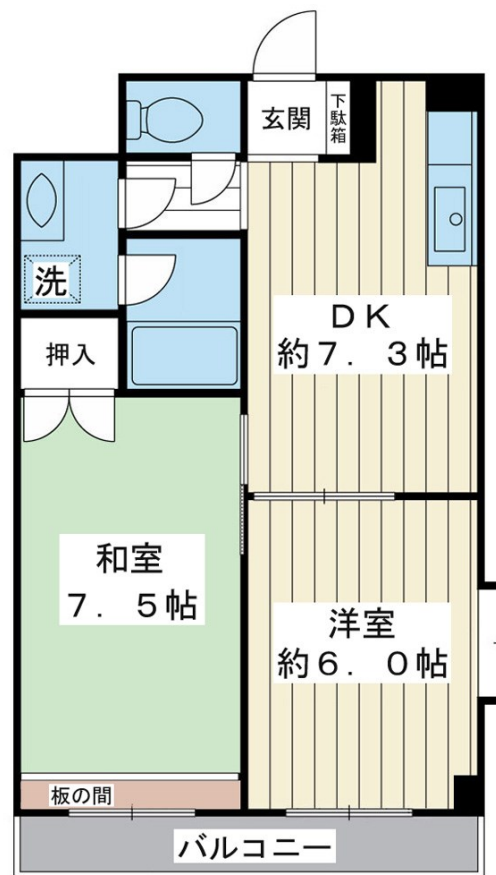 玄関
下駄箱
洗
押入
DK
約7.3帖
和室
7.5帖
洋室
約6.0帖
板の間
バルコニー